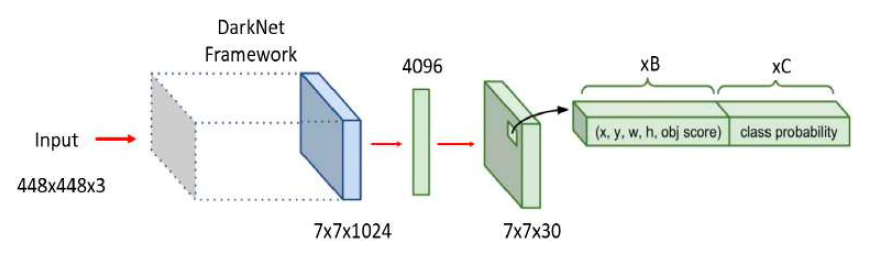 DarkNet
Framework
4096
xB
xC
Input
(x, y, w, h, obj score)
class probability
448x448x3
7x7x1024
7x7x30